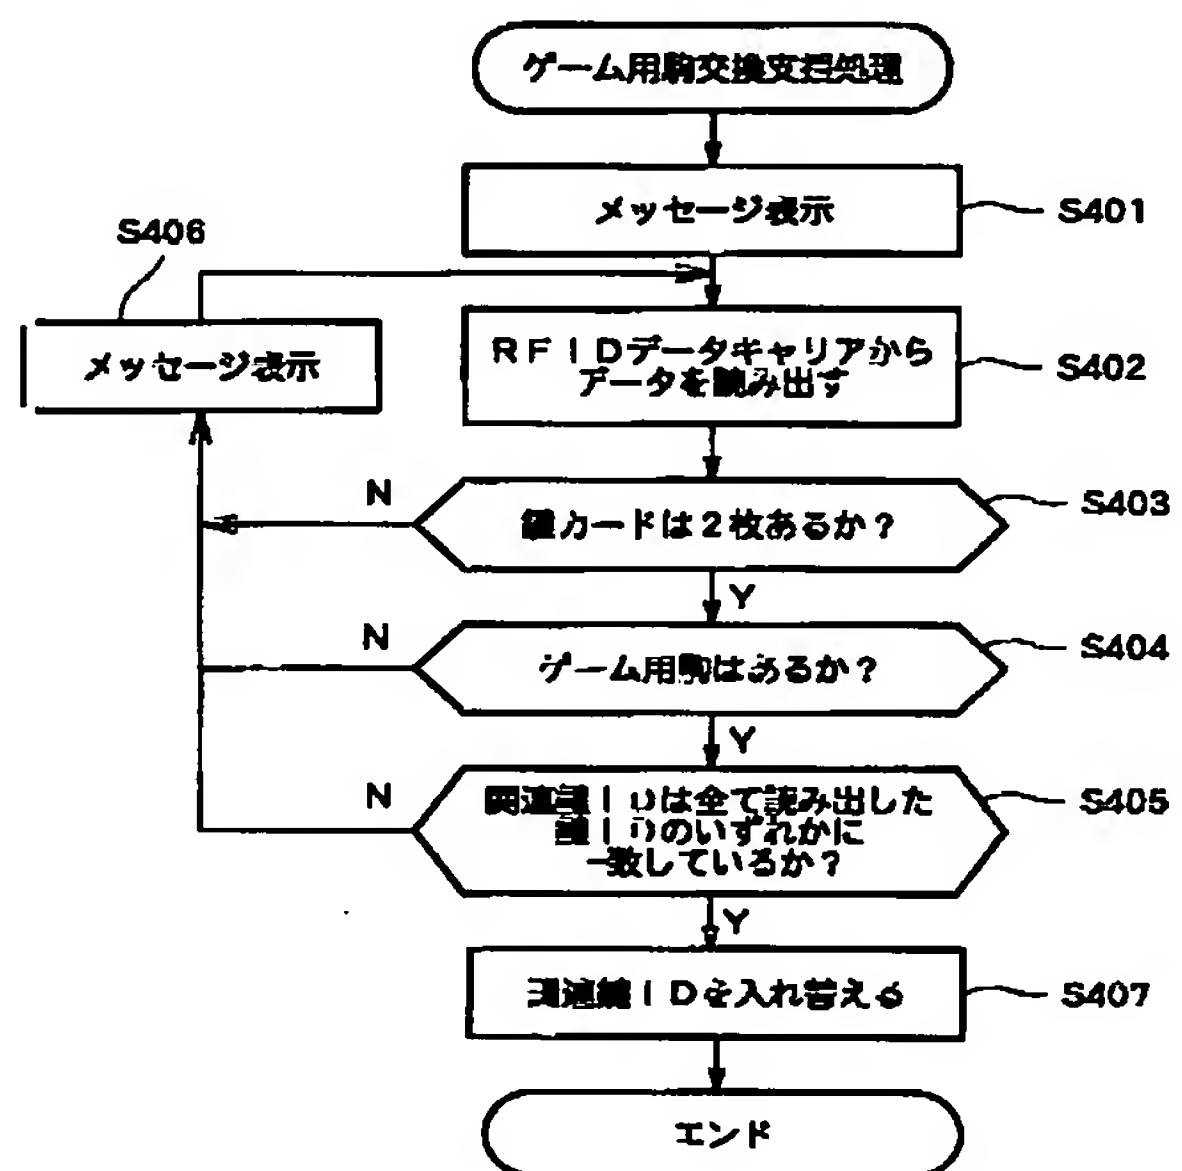 ゲーム用駒交換支援処理
メッセージ表示
S401
S406
メッセージ表示
RFIDデータキャリアから
データを読み出す
S402
N
鍵カードは2枚あるか?
S403
Y
N
ゲーム用駒はあるか?
S404
Y
N
関連鍵IDは全て読み出した
鍵IDのいずれかに
一致しているか?
S405
Y
関連鍵IDを入れ替える
S407
エンド